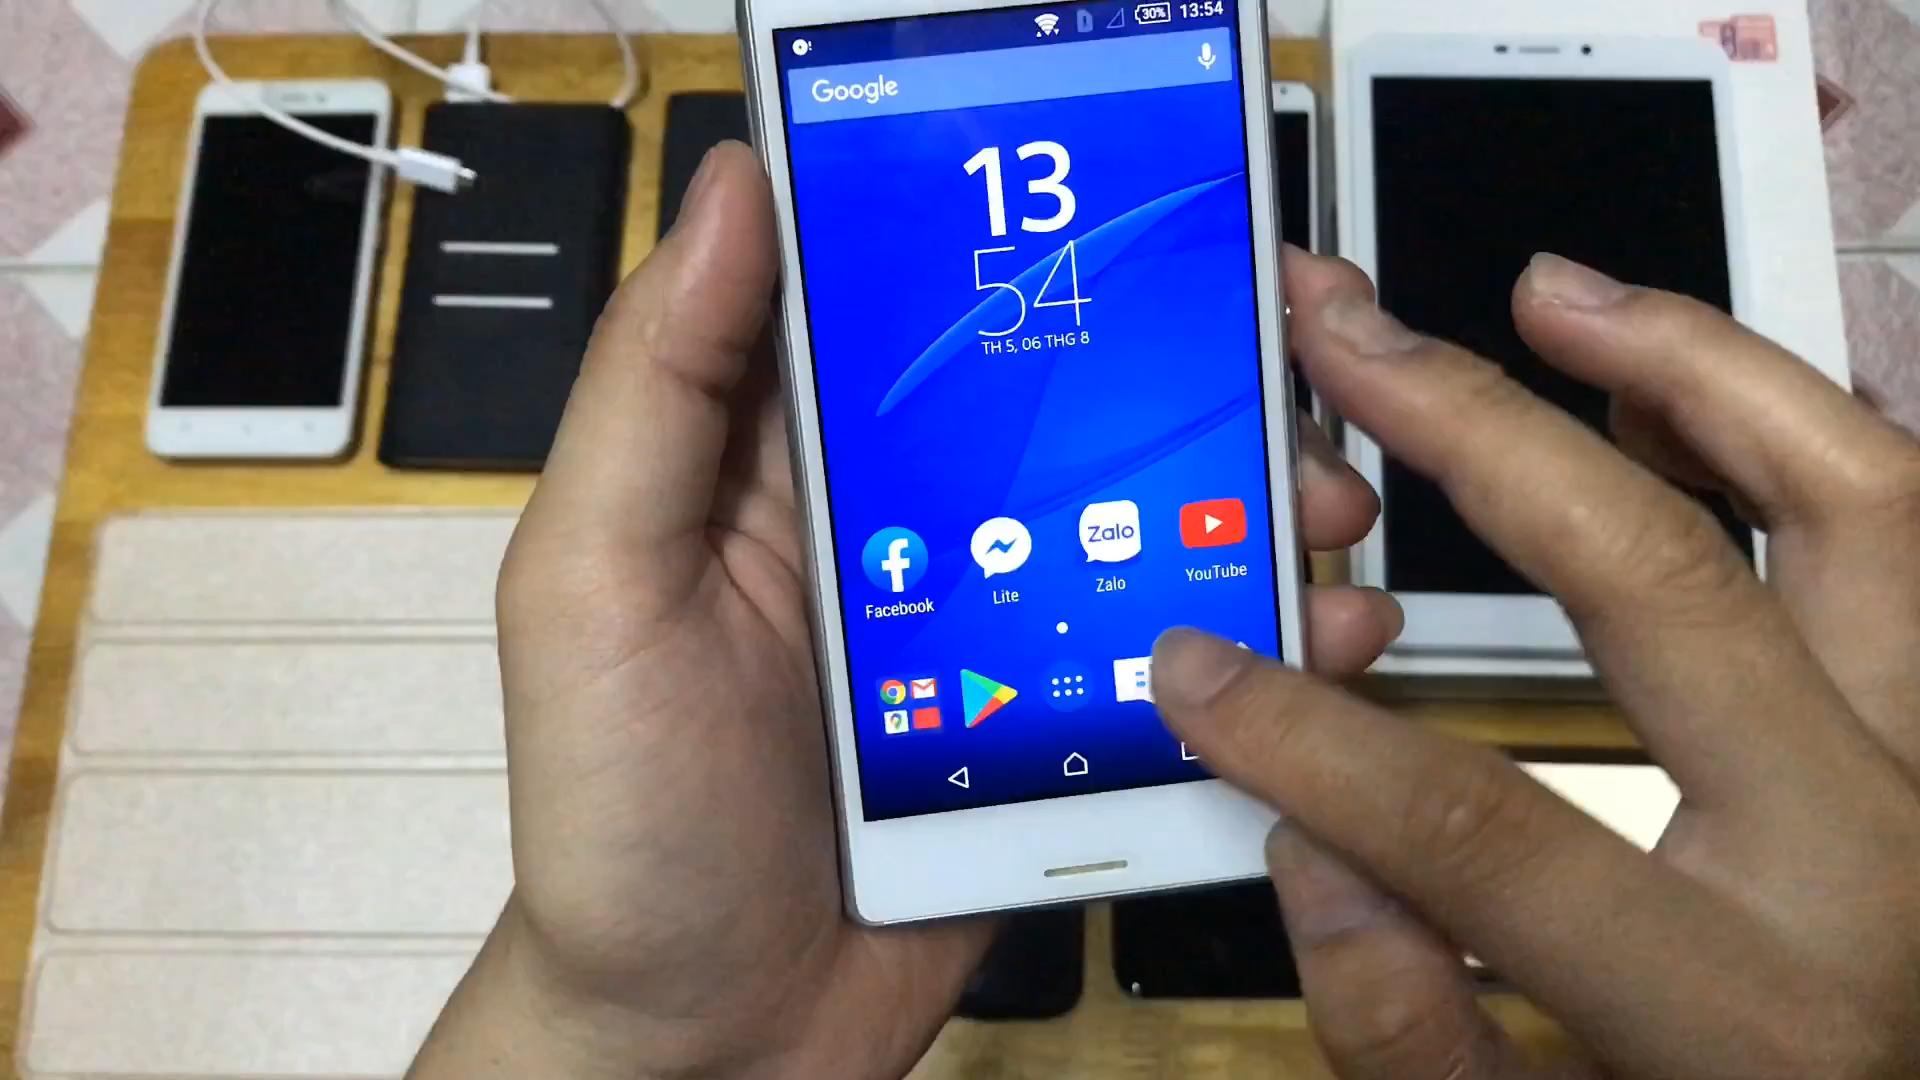 30% 13:54
Google
13
54
TH 5, 06 THG 8
Zalo
Facebook
Lite
Zalo
YouTube